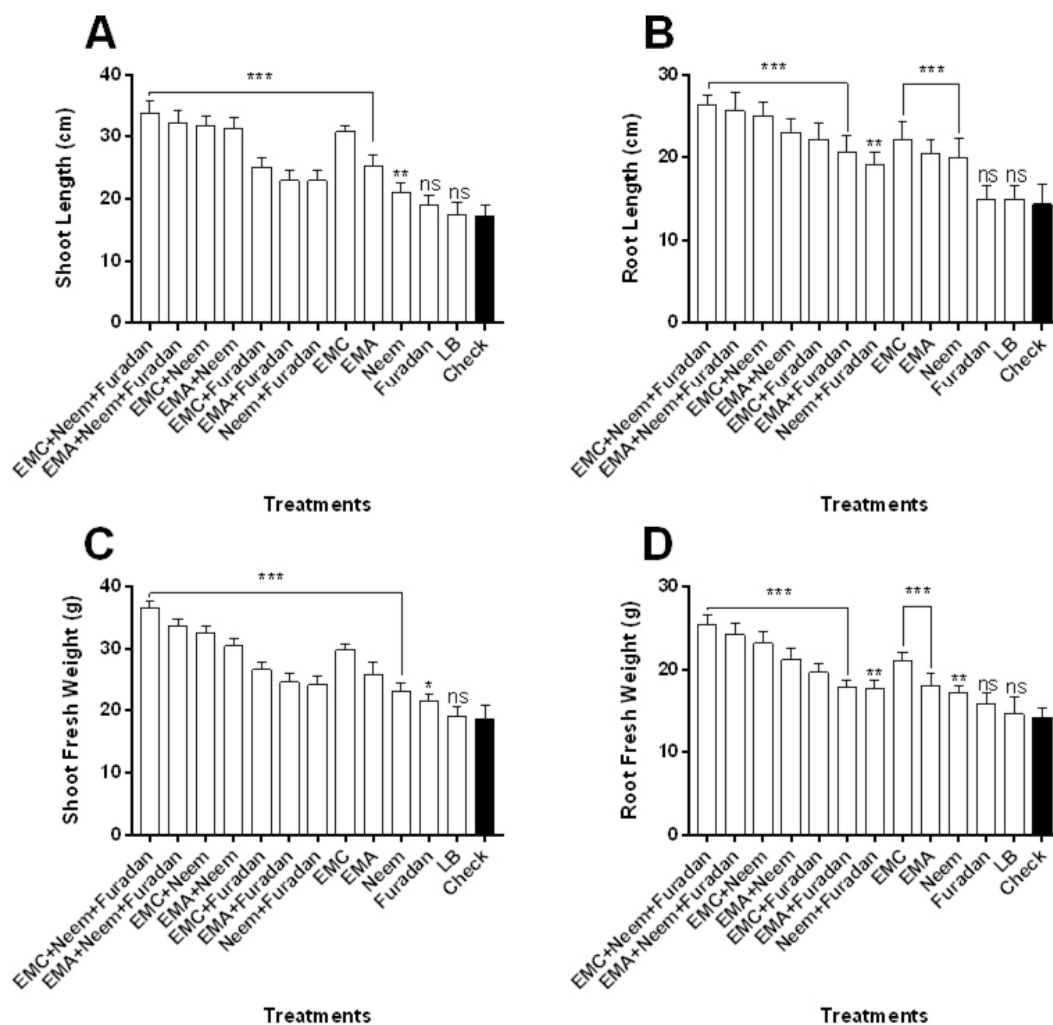 A
Shoot Length (cm)
40
30
20
10
0
***
**
ns
ns
EMC+Neem+Furadan
EMA+Neem+Furadan
EMC+Neem
EMA+Neem
EMC+Furadan
EMA+Furadan
Neem+Furadan
EMC
EMA
Neem
Furadan
LB
Check
Treatments
B
Root Length (cm)
30
20
10
0
***
**
***
ns
ns
EMC+Neem+Furadan
EMA+Neem+Furadan
EMC+Neem
EMA+Neem
EMC+Furadan
EMA+Furadan
Neem+Furadan
EMC
EMA
Neem
Furadan
LB
Check
Treatments
C
Shoot Fresh Weight (g)
40
30
20
10
0
***
*
ns
EMC+Neem+Furadan
EMA+Neem+Furadan
EMC+Neem
EMA+Neem
EMC+Furadan
EMA+Furadan
Neem+Furadan
EMC
EMA
Neem
Furadan
LB
Check
Treatments
D
Root Fresh Weight (g)
30
20
10
0
***
**
***
**
ns
ns
EMC+Neem+Furadan
EMA+Neem+Furadan
EMC+Neem
EMA+Neem
EMC+Furadan
EMA+Furadan
Neem+Furadan
EMC
EMA
Neem
Furadan
LB
Check
Treatments